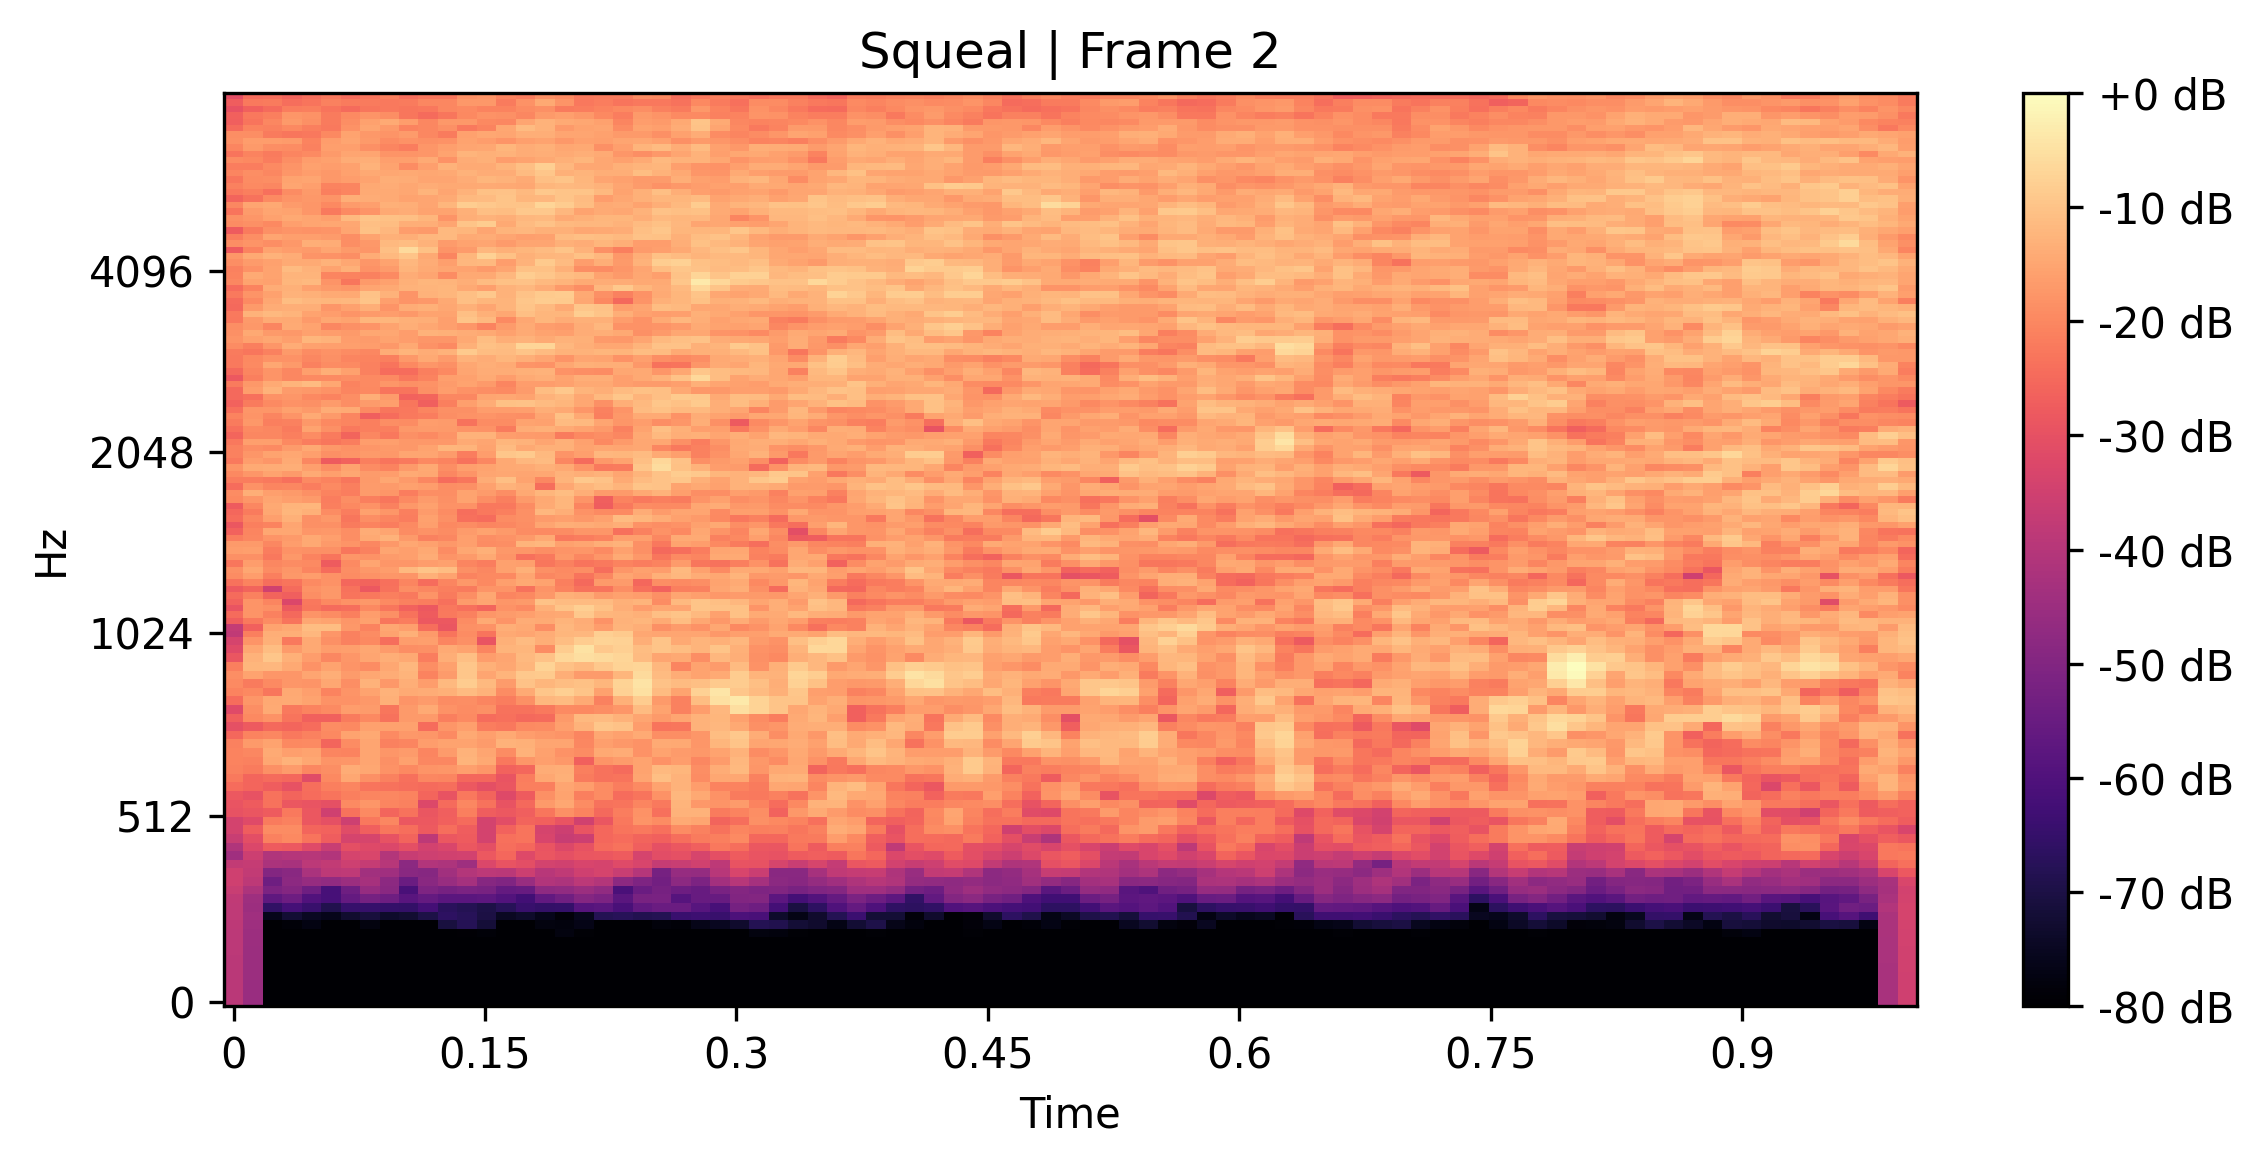 Squeal | Frame 2
+0 dB
-10 dB
-20 dB
-30 dB
-40 dB
-50 dB
-60 dB
-70 dB
-80 dB
Hz
4096
2048
1024
512
0
0 0.15 0.3 0.45 0.6 0.75 0.9
Time